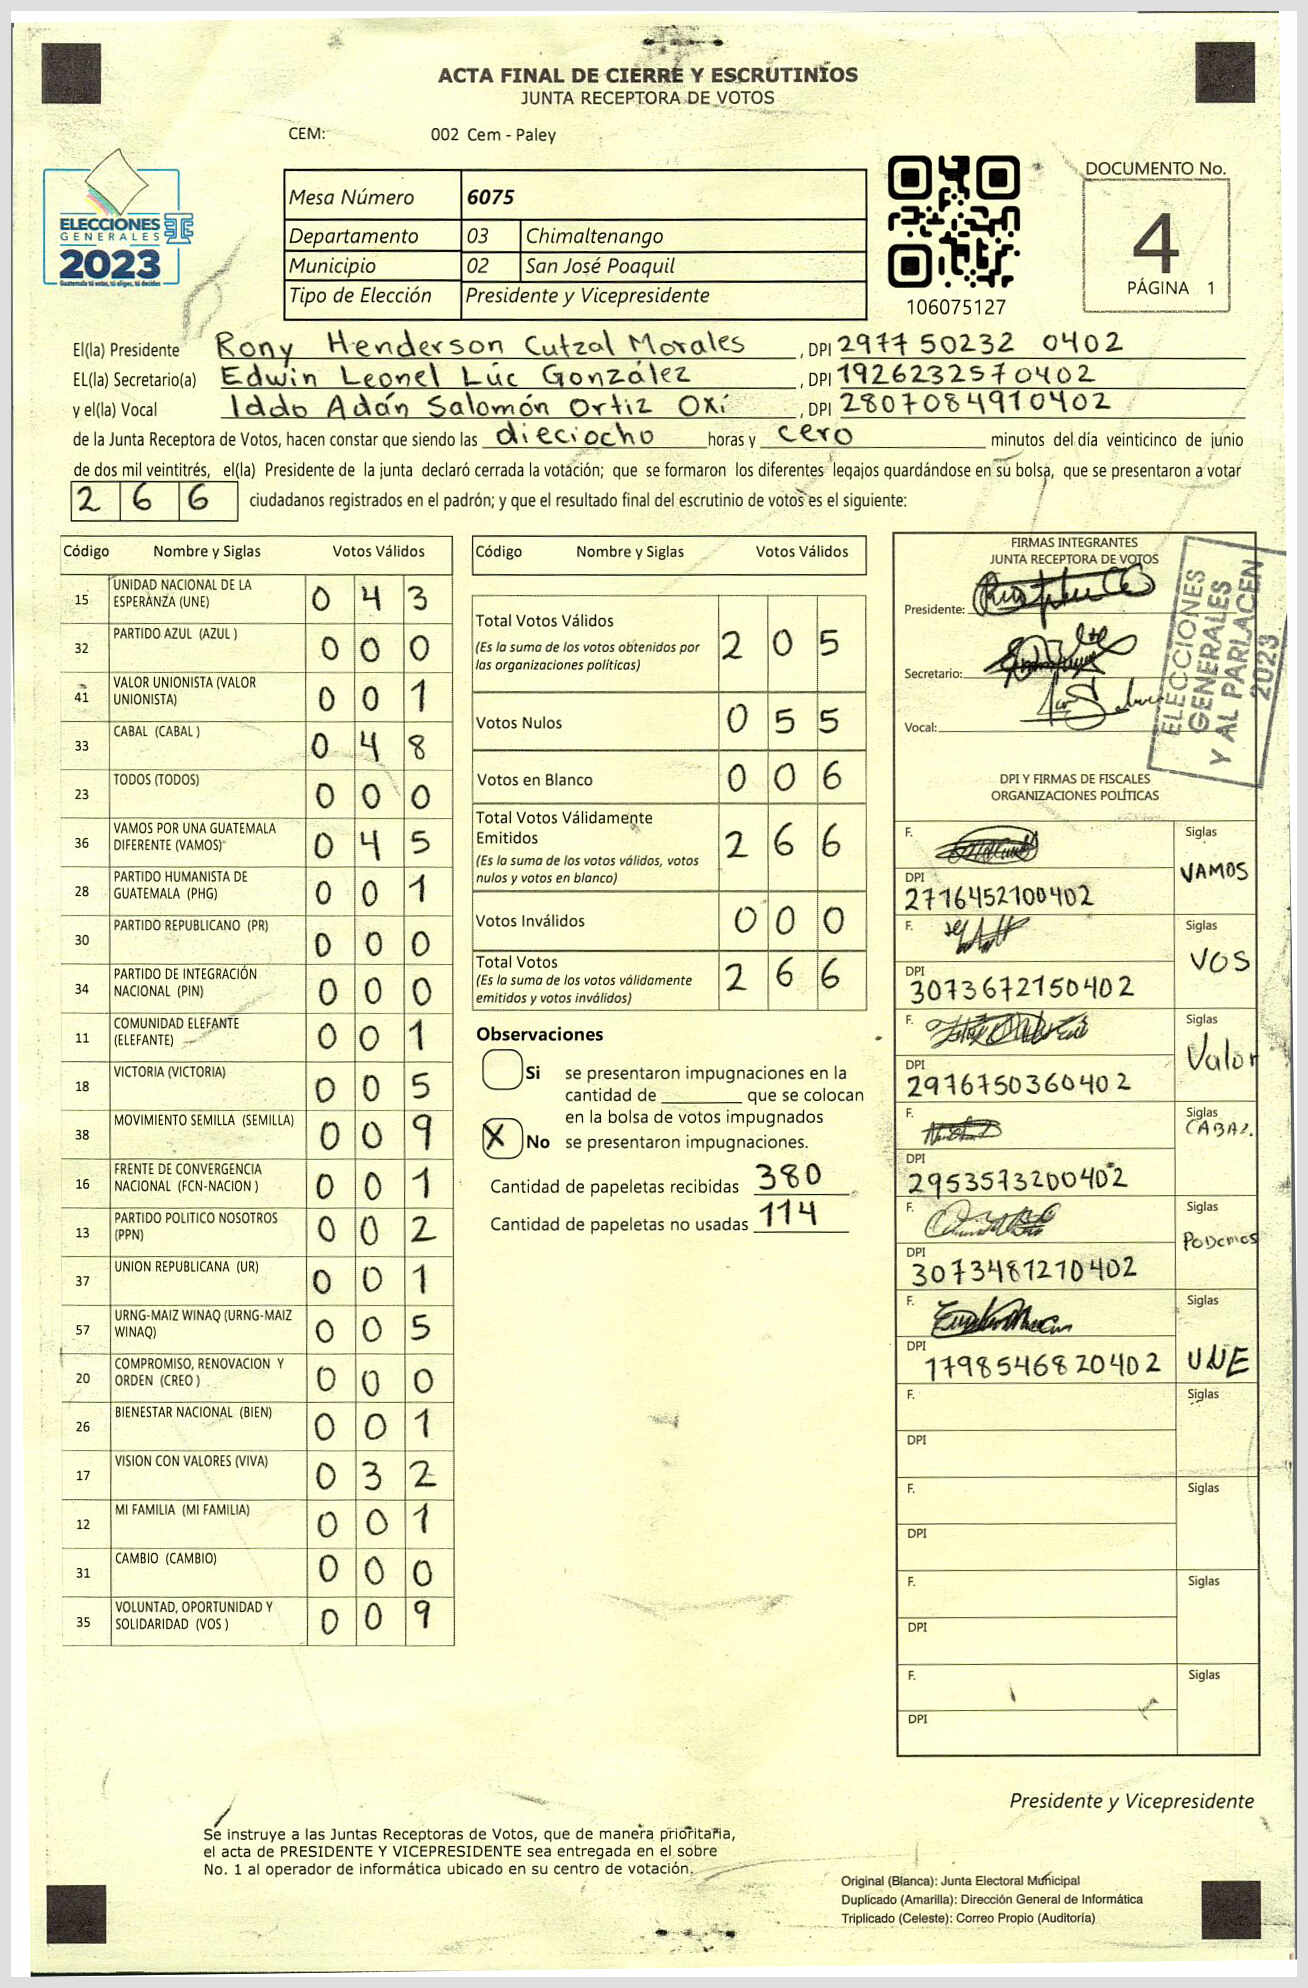 ACTA FINAL DE CIERRE Y ESCRUTINIOS
JUNTA RECEPTORA DE VOTOS
CEM: 002 Cem - Paley
ELECCIONES
GENERALES
2023
Guatemala tú votas, tú eliges, tú decides
Mesa Número 6075
Departamento 03 Chimaltenango
Municipio 02 San José Poaquil
Tipo de Elección Presidente y Vicepresidente
106075127
DOCUMENTO No.
4
PÁGINA 1
El(la) Presidente Rony Henderson Cutzal Morales , DPI 2977 50232 0402
EL(la) Secretario(a) Edwin Leonel Lúc González , DPI 1926232570402
y el(la) Vocal Iddo Adán Salomón Ortiz Oxí , DPI 2807084910402
de la Junta Receptora de Votos, hacen constar que siendo las dieciocho horas y cero minutos del día veinticinco de junio
de dos mil veintitrés, el(la) Presidente de la junta declaró cerrada la votación; que se formaron los diferentes legajos guardándose en su bolsa, que se presentaron a votar
2 6 6 ciudadanos registrados en el padrón; y que el resultado final del escrutinio de votos es el siguiente:
Código Nombre y Siglas Votos Válidos
15 UNIDAD NACIONAL DE LA ESPERANZA (UNE) 0 4 3
32 PARTIDO AZUL (AZUL ) 0 0 0
41 VALOR UNIONISTA (VALOR UNIONISTA) 0 0 1
33 CABAL (CABAL ) 0 4 8
23 TODOS (TODOS) 0 0 0
36 VAMOS POR UNA GUATEMALA DIFERENTE (VAMOS) 0 4 5
28 PARTIDO HUMANISTA DE GUATEMALA (PHG) 0 0 1
30 PARTIDO REPUBLICANO (PR) 0 0 0
34 PARTIDO DE INTEGRACIÓN NACIONAL (PIN) 0 0 0
11 COMUNIDAD ELEFANTE (ELEFANTE) 0 0 1
18 VICTORIA (VICTORIA) 0 0 5
38 MOVIMIENTO SEMILLA (SEMILLA) 0 0 9
16 FRENTE DE CONVERGENCIA NACIONAL (FCN-NACION ) 0 0 1
13 PARTIDO POLITICO NOSOTROS (PPN) 0 0 2
37 UNION REPUBLICANA (UR) 0 0 1
57 URNG-MAIZ WINAQ (URNG-MAIZ WINAQ) 0 0 5
20 COMPROMISO, RENOVACION Y ORDEN (CREO ) 0 0 0
26 BIENESTAR NACIONAL (BIEN) 0 0 1
17 VISION CON VALORES (VIVA) 0 3 2
12 MI FAMILIA (MI FAMILIA) 0 0 1
31 CAMBIO (CAMBIO) 0 0 0
35 VOLUNTAD, OPORTUNIDAD Y SOLIDARIDAD (VOS ) 0 0 9
Código Nombre y Siglas Votos Válidos
Total Votos Válidos 2 0 5
(Es la suma de los votos obtenidos por
las organizaciones políticas)
Votos Nulos 0 5 5
Votos en Blanco 0 0 6
Total Votos Válidamente
Emitidos 2 6 6
(Es la suma de los votos válidos, votos
nulos y votos en blanco)
Votos Inválidos 0 0 0
Total Votos 2 6 6
(Es la suma de los votos válidamente
emitidos y votos inválidos)
Observaciones
Si se presentaron impugnaciones en la
cantidad de ________ que se colocan
en la bolsa de votos impugnados
X No se presentaron impugnaciones.
Cantidad de papeletas recibidas 380
Cantidad de papeletas no usadas 114
FIRMAS INTEGRANTES
JUNTA RECEPTORA DE VOTOS
Presidente:
Secretario:
Vocal:
ELECCIONES
GENERALES
Y AL PARLACEN
2023
DPI Y FIRMAS DE FISCALES
ORGANIZACIONES POLÍTICAS
F. Siglas
VAMOS
DPI
2716452100402
F. Siglas
VOS
DPI
3073672150402
F. Siglas
Valor
DPI
2976750360402
F. Siglas
CABAL.
DPI
2953573200402
F. Siglas
PODEMOS
DPI
3073481210402
F. Siglas
UNE
DPI
1798546820402
F. Siglas
DPI
F. Siglas
DPI
F. Siglas
DPI
F. Siglas
DPI
Presidente y Vicepresidente
Se instruye a las Juntas Receptoras de Votos, que de manera prioritaria,
el acta de PRESIDENTE Y VICEPRESIDENTE sea entregada en el sobre
No. 1 al operador de informática ubicado en su centro de votación.
Original (Blanca): Junta Electoral Municipal
Duplicado (Amarilla): Dirección General de Informática
Triplicado (Celeste): Correo Propio (Auditoría)